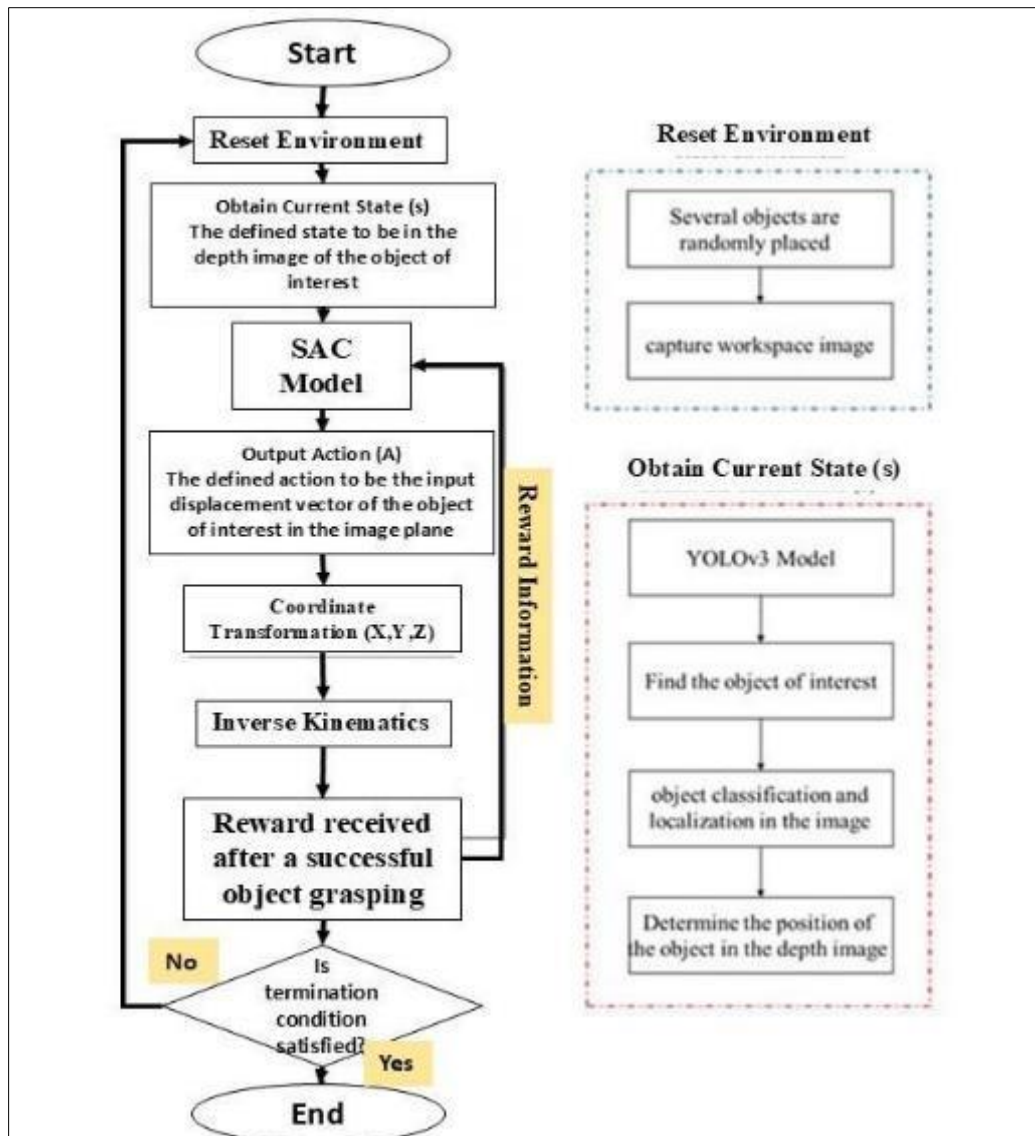 Start
Reset Environment
Obtain Current State (s)
The defined state to be in the
depth image of the object of
interest
SAC
Model
Output Action (A)
The defined action to be the input
displacement vector of the object
of interest in the image plane
Coordinate
Transformation (X,Y,Z)
Inverse Kinematics
Reward received
after a successful
object grasping
Reward Information
No
Is
termination
condition
satisfied?
Yes
End
Reset Environment
Several objects are
randomly placed
capture workspace image
Obtain Current State (s)
YOLOv3 Model
Find the object of interest
object classification and
localization in the image
Determine the position of
the object in the depth image